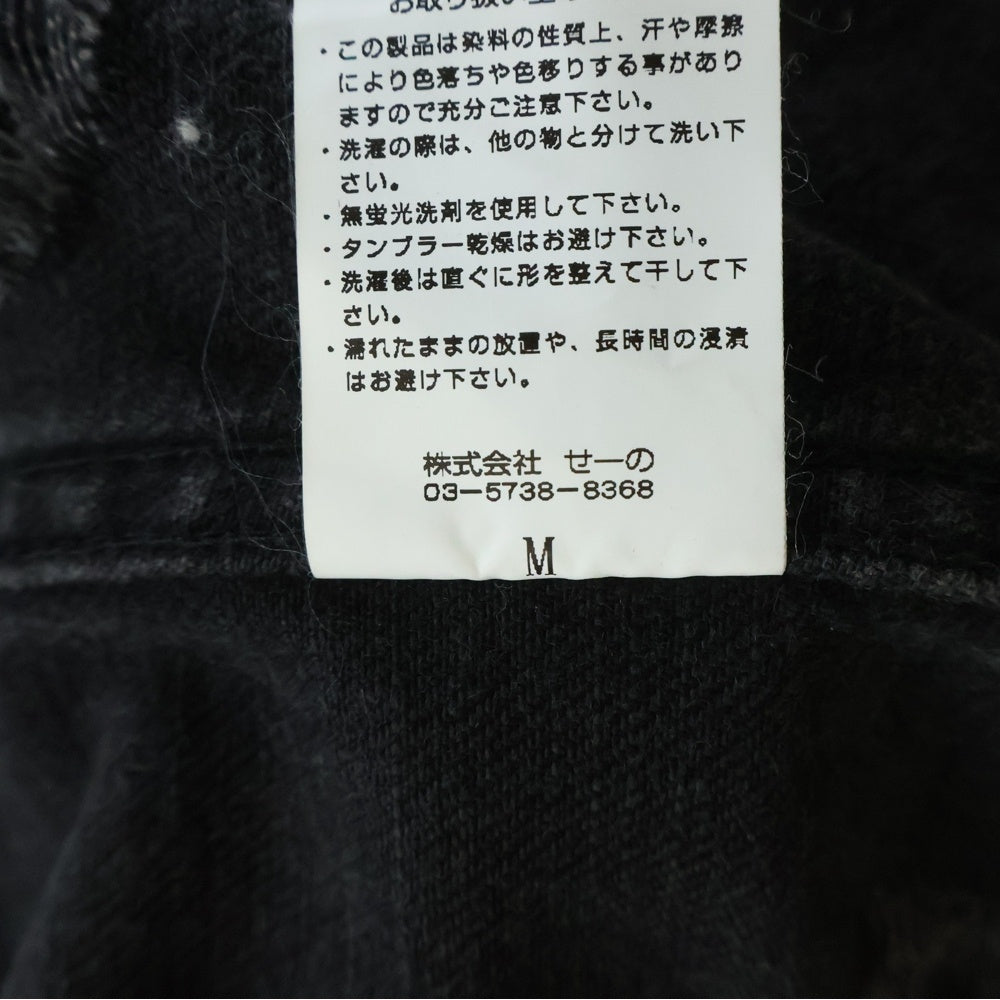 お取り扱い上の
・この製品は染料の性質上、汗や摩擦
により色落ちや色移りする事があり
ますので充分ご注意下さい。
・洗濯の際は、他の物と分けて洗い下
さい。
・無蛍光洗剤を使用して下さい。
・タンブラー乾燥はお避け下さい。
・洗濯後は直ぐに形を整えて干して下
さい。
・濡れたままの放置や、長時間の浸漬
はお避け下さい。
株式会社 せーの
03-5738-8368
M